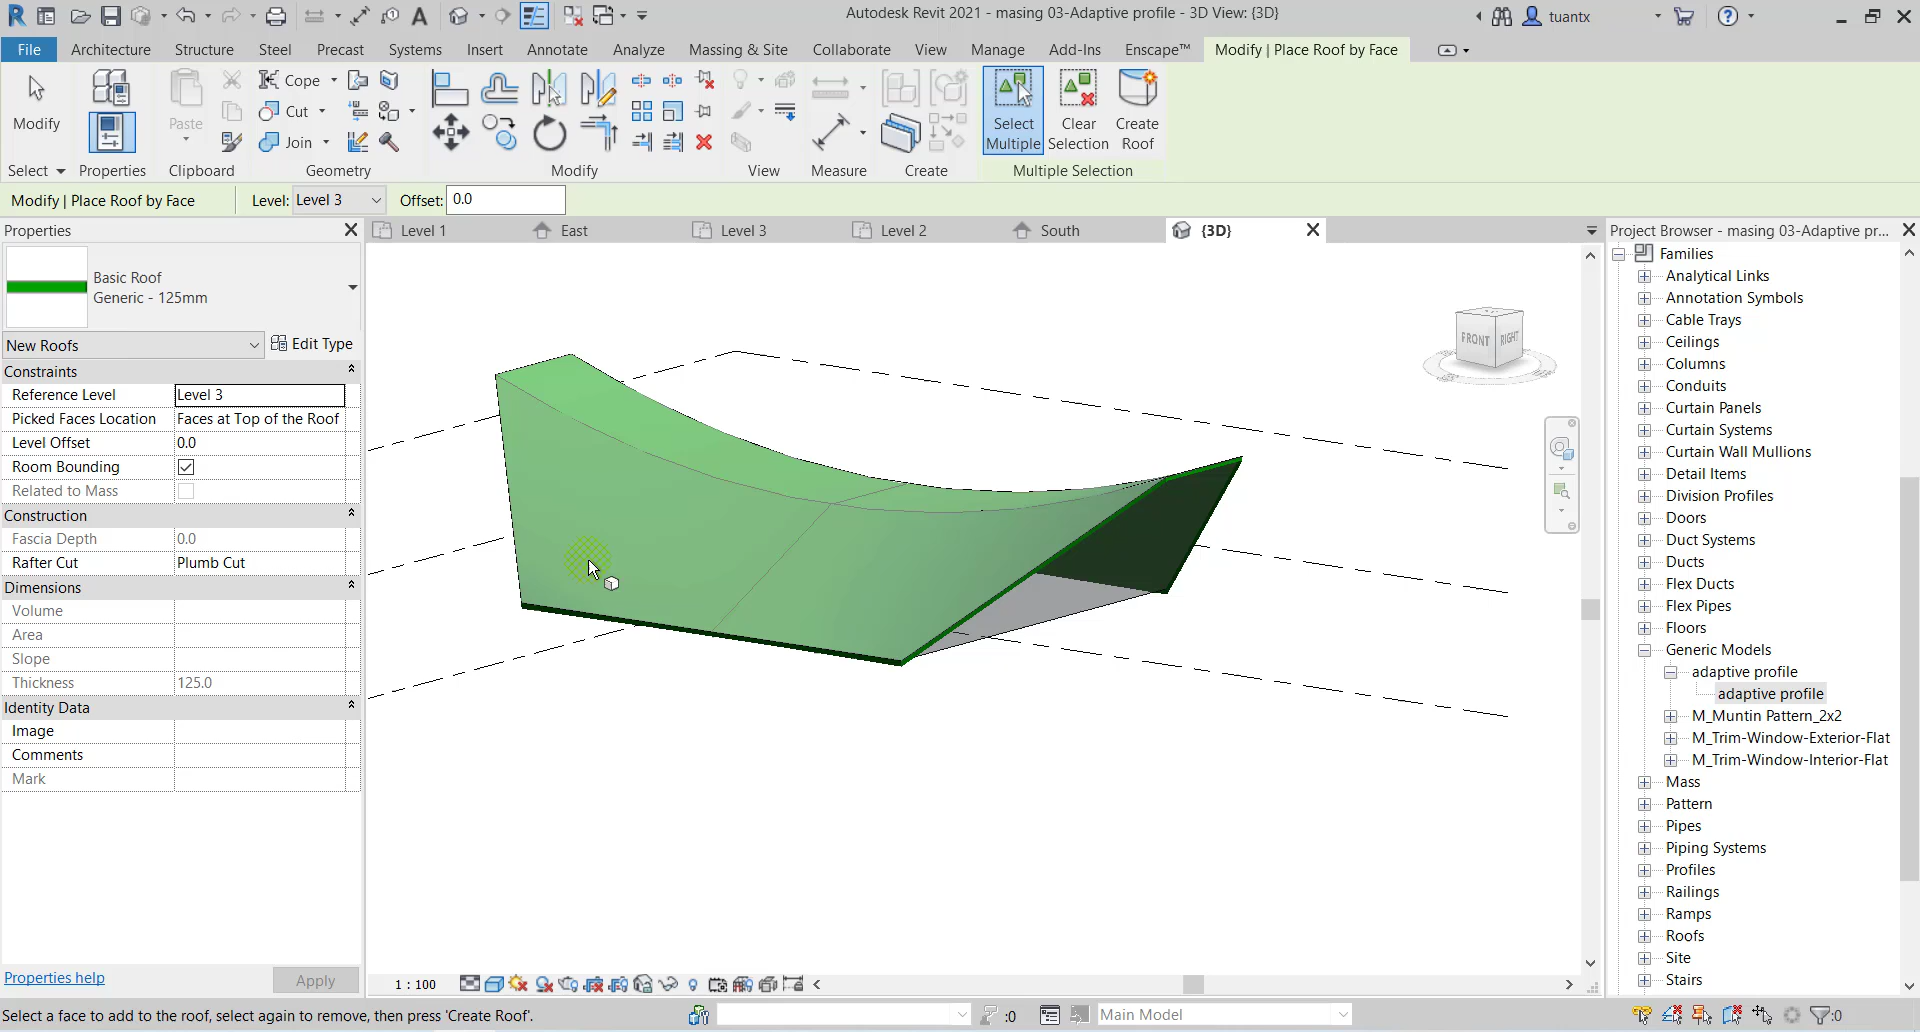 Autodesk Revit 2021 - masing 03-Adaptive profile - 3D View: {3D}
tuantx
File
Architecture
Structure
Steel
Precast
Systems
Insert
Annotate
Analyze
Massing & Site
Collaborate
View
Manage
Add-Ins
Enscape™
Modify | Place Roof by Face
Modify
Paste
Cope
Cut
Join
Select Multiple
Clear Selection
Create Roof
Select
Properties
Clipboard
Geometry
Modify
View
Measure
Create
Multiple Selection
Modify | Place Roof by Face
Level: Level 3
Offset: 0.0
Properties
Level 1
East
Level 3
Level 2
South
{3D}
Project Browser - masing 03-Adaptive pr...
Basic Roof
Generic - 125mm
New Roofs
Edit Type
Constraints
Reference Level Level 3
Picked Faces Location Faces at Top of the Roof
Level Offset 0.0
Room Bounding
Related to Mass
Construction
Fascia Depth 0.0
Rafter Cut Plumb Cut
Dimensions
Volume
Area
Slope
Thickness 125.0
Identity Data
Image
Comments
Mark
Properties help
Apply
FRONT
RIGHT
Families
Analytical Links
Annotation Symbols
Cable Trays
Ceilings
Columns
Conduits
Curtain Panels
Curtain Systems
Curtain Wall Mullions
Detail Items
Division Profiles
Doors
Duct Systems
Ducts
Flex Ducts
Flex Pipes
Floors
Generic Models
adaptive profile
adaptive profile
M_Muntin Pattern_2x2
M_Trim-Window-Exterior-Flat
M_Trim-Window-Interior-Flat
Mass
Pattern
Pipes
Piping Systems
Profiles
Railings
Ramps
Roofs
Site
Stairs
1 : 100
Select a face to add to the roof, select again to remove, then press 'Create Roof'.
:0
Main Model
:0